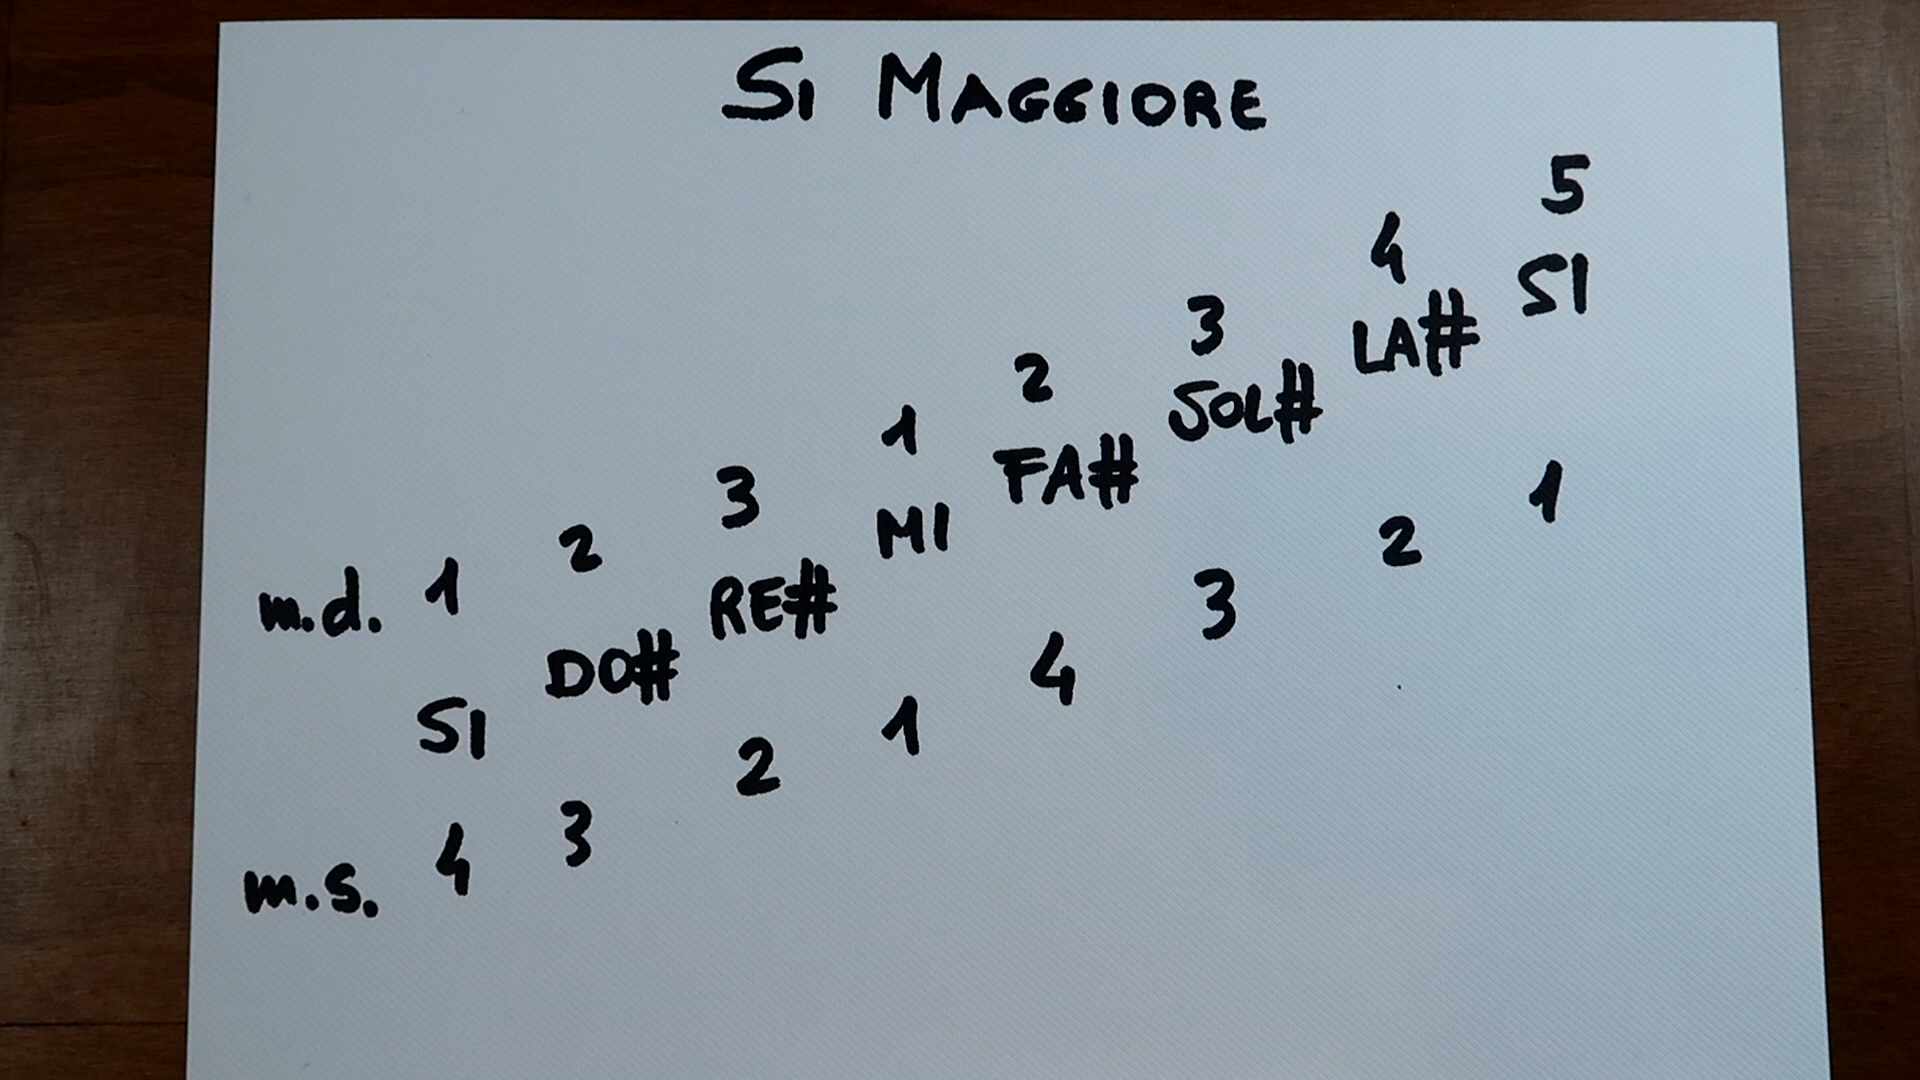 SI MAGGIORE
m.d. 1 2 3 1 2 3 4 5
SI DO# RE# MI FA# SOL# LA# SI
m.s. 4 3 2 1 4 3 2 1